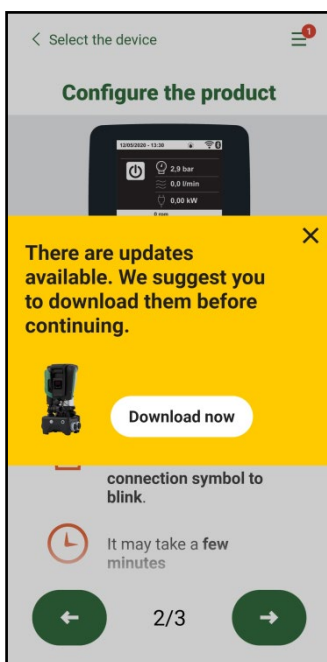 Select the device
1
Configure the product
12/05/2020 - 13:38
2,9 bar
0,0 l/min
0,00 kW
There are updates
available. We suggest you
to download them before
continuing.
Download now
connection symbol to
blink.
It may take a few
minutes
2/3